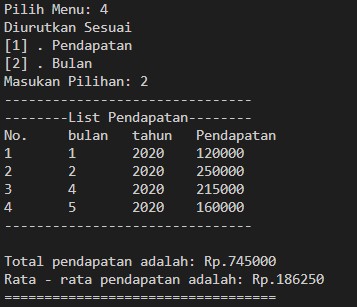 Pilih Menu: 4
Diurutkan Sesuai
[1] . Pendapatan
[2] . Bulan
Masukan Pilihan: 2
-------------------------------
--------List Pendapatan--------
No.     bulan   tahun   Pendapatan
1       1       2020    120000
2       2       2020    250000
3       4       2020    215000
4       5       2020    160000
-------------------------------
Total pendapatan adalah: Rp.745000
Rata - rata pendapatan adalah: Rp.186250
==================================